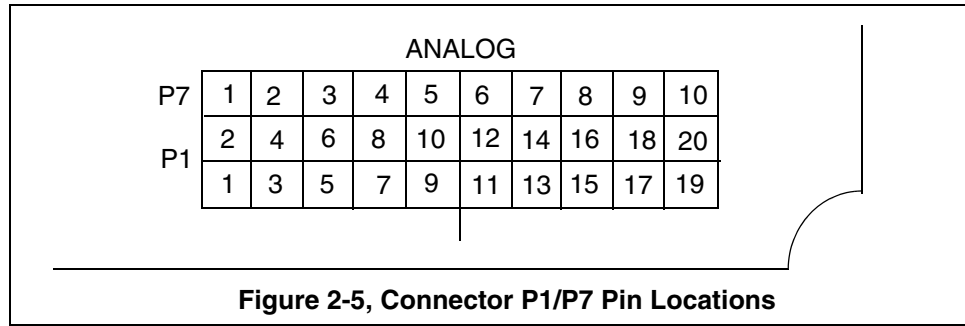 ANALOG
P7 1 2 3 4 5 6 7 8 9 10
P1
2 4 6 8 10 12 14 16 18 20
1 3 5 7 9 11 13 15 17 19
Figure 2-5, Connector P1/P7 Pin Locations